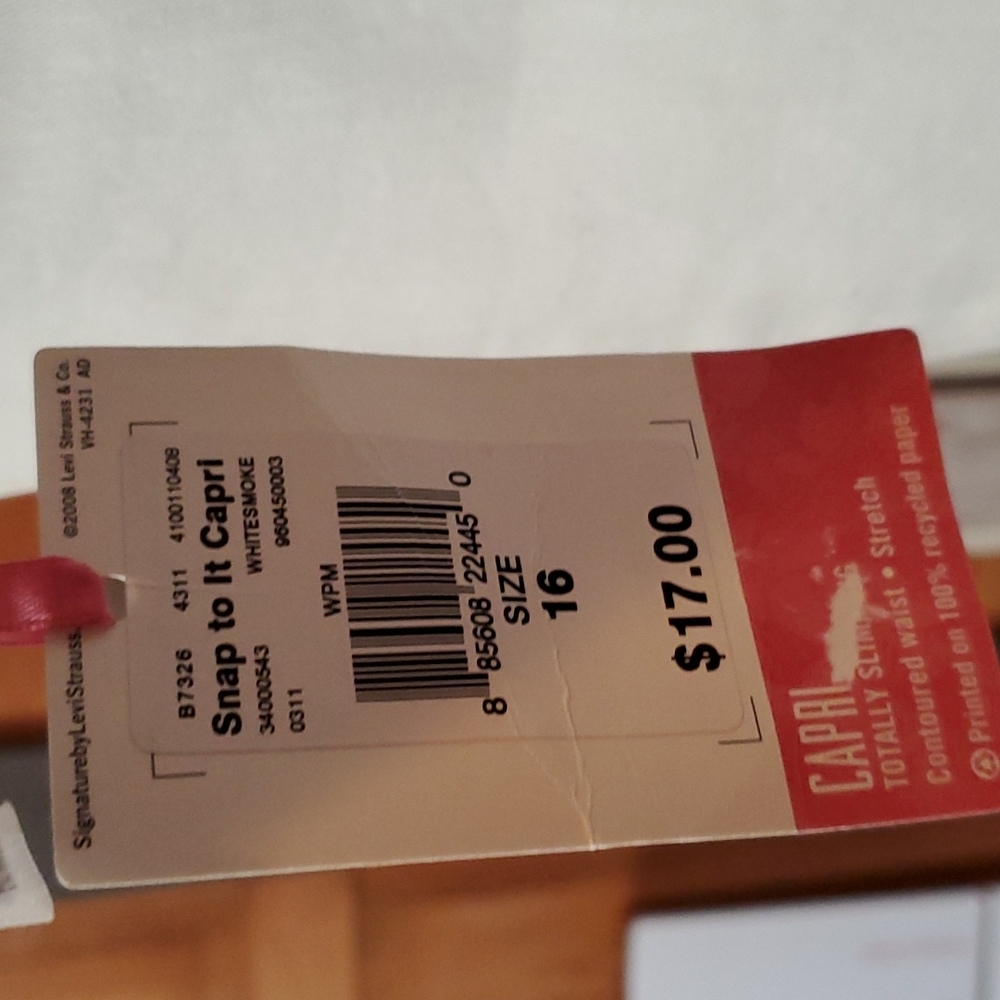 ©2008 Levi Strauss & Co.
SignaturebyLeviStrauss.
VH-4231 AD
B7326 4311 4100110408
Snap to It Capri
34000543 WHITESMOKE
0311 960450003
WPM
8 85608 22445 0
SIZE
16
$17.00
CAPRI
TOTALLY SLIMMING
Contoured waist • Stretch
Printed on 100% recycled paper